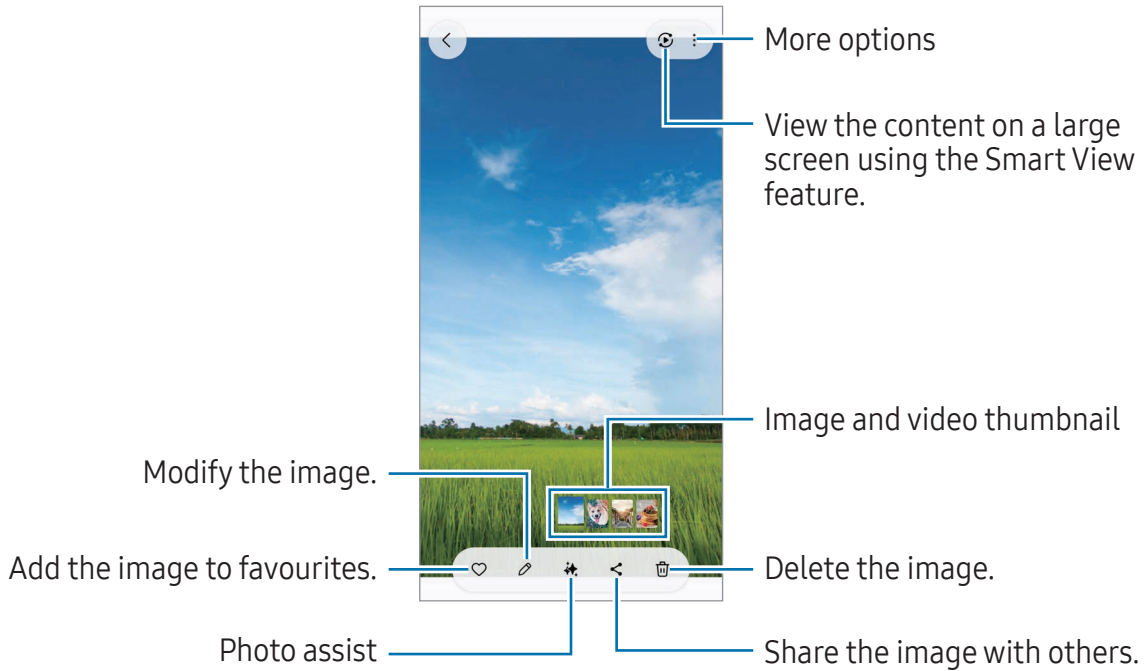 More options
View the content on a large
screen using the Smart View
feature.
Image and video thumbnail
Modify the image.
Add the image to favourites.
Delete the image.
Photo assist
Share the image with others.